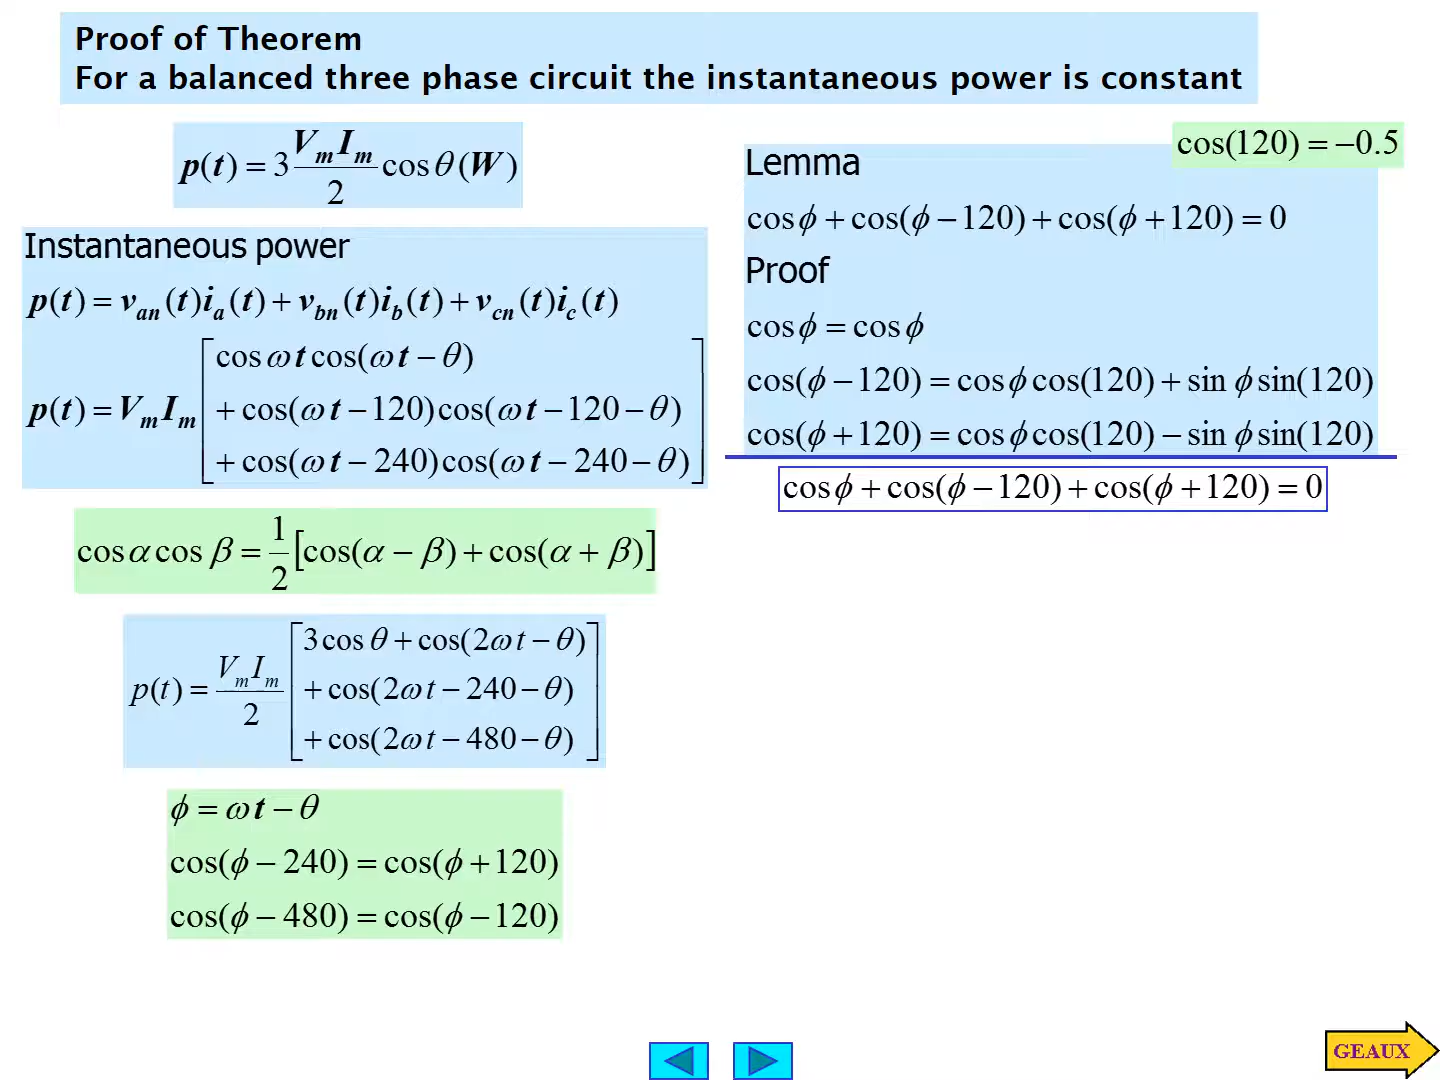 Proof of Theorem
For a balanced three phase circuit the instantaneous power is constant
p(t) = 3 V_m I_m / 2 cos θ (W)
Instantaneous power
p(t) = v_an(t)i_a(t) + v_bn(t)i_b(t) + v_cn(t)i_c(t)
p(t) = V_m I_m [cos ωt cos(ωt − θ)
+ cos(ωt − 120)cos(ωt − 120 − θ)
+ cos(ωt − 240)cos(ωt − 240 − θ)]
cos α cos β = 1/2 [cos(α − β) + cos(α + β)]
p(t) = V_m I_m / 2 [3cos θ + cos(2ωt − θ)
+ cos(2ωt − 240 − θ)
+ cos(2ωt − 480 − θ)]
ϕ = ωt − θ
cos(ϕ − 240) = cos(ϕ + 120)
cos(ϕ − 480) = cos(ϕ − 120)
cos(120) = −0.5
Lemma
cos ϕ + cos(ϕ − 120) + cos(ϕ + 120) = 0
Proof
cos ϕ = cos ϕ
cos(ϕ − 120) = cos ϕ cos(120) + sin ϕ sin(120)
cos(ϕ + 120) = cos ϕ cos(120) − sin ϕ sin(120)
cos ϕ + cos(ϕ − 120) + cos(ϕ + 120) = 0
GEAUX